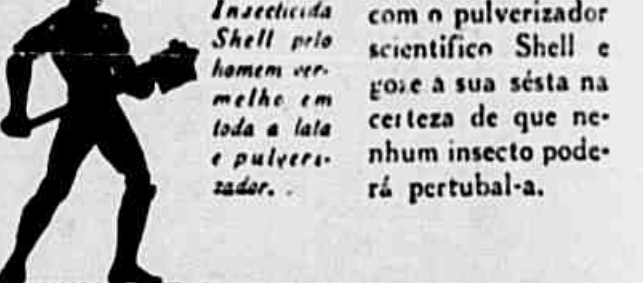 Insecticida
Shell pelo
homem ver-
melho em
toda a lata
e pulveri-
zador.
com o pulverizador
scientifico Shell e
goze a sua sésta na
certeza de que ne-
nhum insecto pode-
rá pertubal-a.